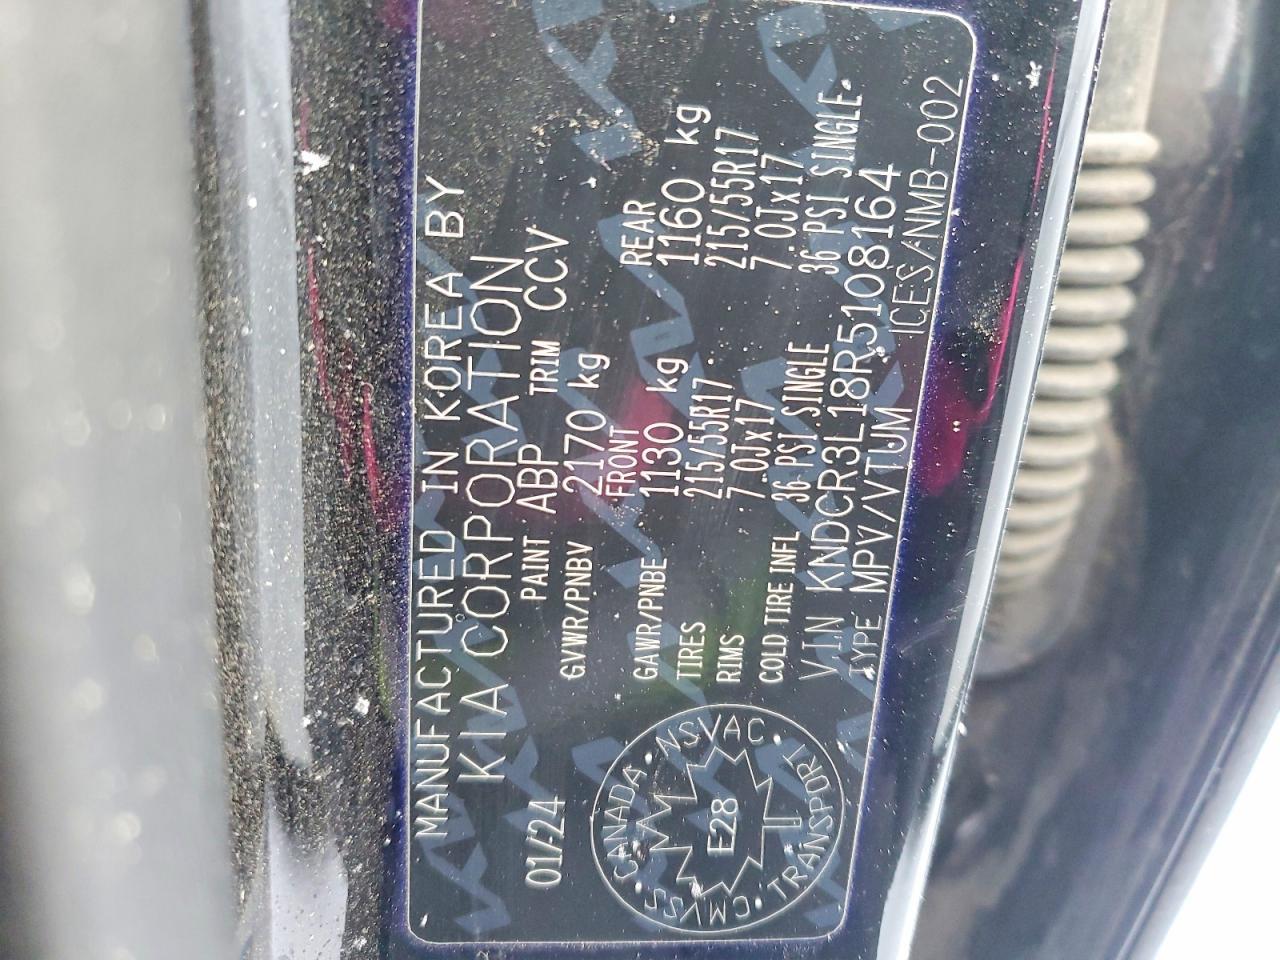 MANUFACTURED IN KOREA BY
KIA CORPORATION
01/24 PAINT ABP TRIM CCV
GVWR/PNBV 2170 kg
FRONT REAR
GAWR/PNBE 1130 kg 1160 kg
TIRES 215/55R17 215/55R17
RIMS 7.0Jx17 7.0Jx17
COLD TIRE INFL 36 PSI SINGLE 36 PSI SINGLE
VIN KNDCR3L18R5108164
TYPE MPV/VTUM ICES/NMB-002
CANADA · NSVAC · TRANSPORT · CMVSS
E28